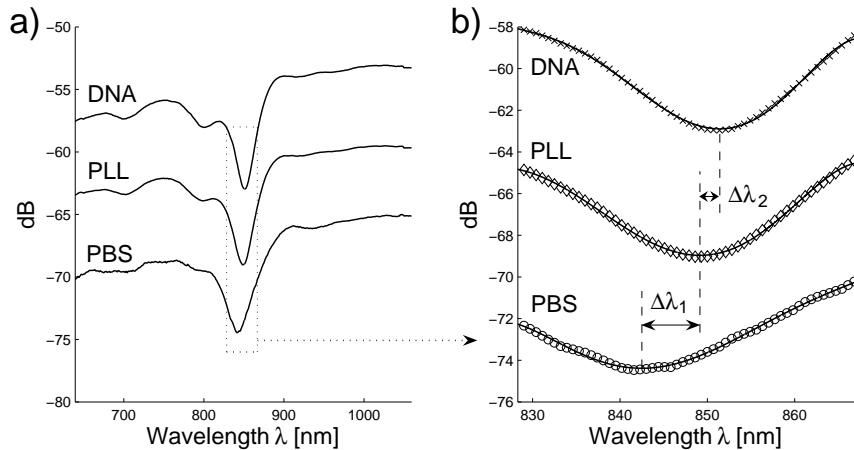 a)
−50
−55
−60
−65
−70
−75
−80
dB
DNA
PLL
PBS
700
800
900
1000
Wavelength λ [nm]
b)
−58
−60
−62
−64
−66
−68
−70
−72
−74
−76
dB
DNA
PLL
Δλ2
PBS
Δλ1
830
840
850
860
Wavelength λ [nm]